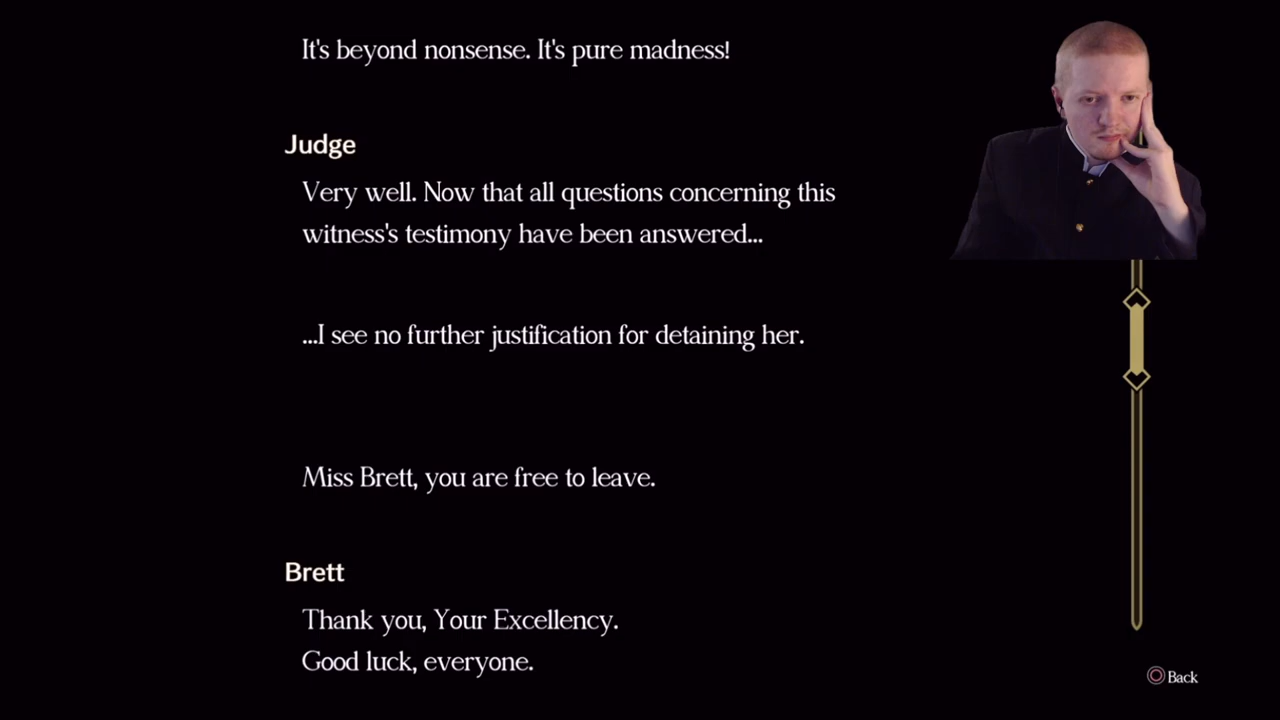 It's beyond nonsense. It's pure madness!
Judge
Very well. Now that all questions concerning this
witness's testimony have been answered...
...I see no further justification for detaining her.
Miss Brett, you are free to leave.
Brett
Thank you, Your Excellency.
Good luck, everyone.
Back